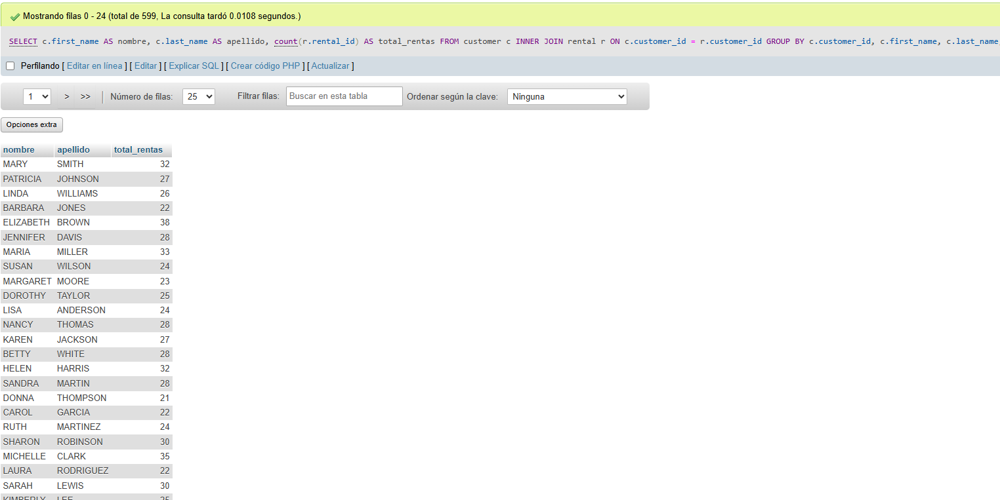 Mostrando filas 0 - 24 (total de 599, La consulta tardó 0.0108 segundos.)
SELECT c.first_name AS nombre, c.last_name AS apellido, count(r.rental_id) AS total_rentas FROM customer c INNER JOIN rental r ON c.customer_id = r.customer_id GROUP BY c.customer_id, c.first_name, c.last_name,
Perfilando [ Editar en línea ] [ Editar ] [ Explicar SQL ] [ Crear código PHP ] [ Actualizar ]
1 > >> | Número de filas: 25 Filtrar filas: Buscar en esta tabla Ordenar según la clave: Ninguna
Opciones extra
nombre apellido total_rentas
MARY SMITH 32
PATRICIA JOHNSON 27
LINDA WILLIAMS 26
BARBARA JONES 22
ELIZABETH BROWN 38
JENNIFER DAVIS 28
MARIA MILLER 33
SUSAN WILSON 24
MARGARET MOORE 23
DOROTHY TAYLOR 25
LISA ANDERSON 24
NANCY THOMAS 28
KAREN JACKSON 27
BETTY WHITE 28
HELEN HARRIS 32
SANDRA MARTIN 28
DONNA THOMPSON 21
CAROL GARCIA 22
RUTH MARTINEZ 24
SHARON ROBINSON 30
MICHELLE CLARK 35
LAURA RODRIGUEZ 22
SARAH LEWIS 30
KIMBERLY LEE 25